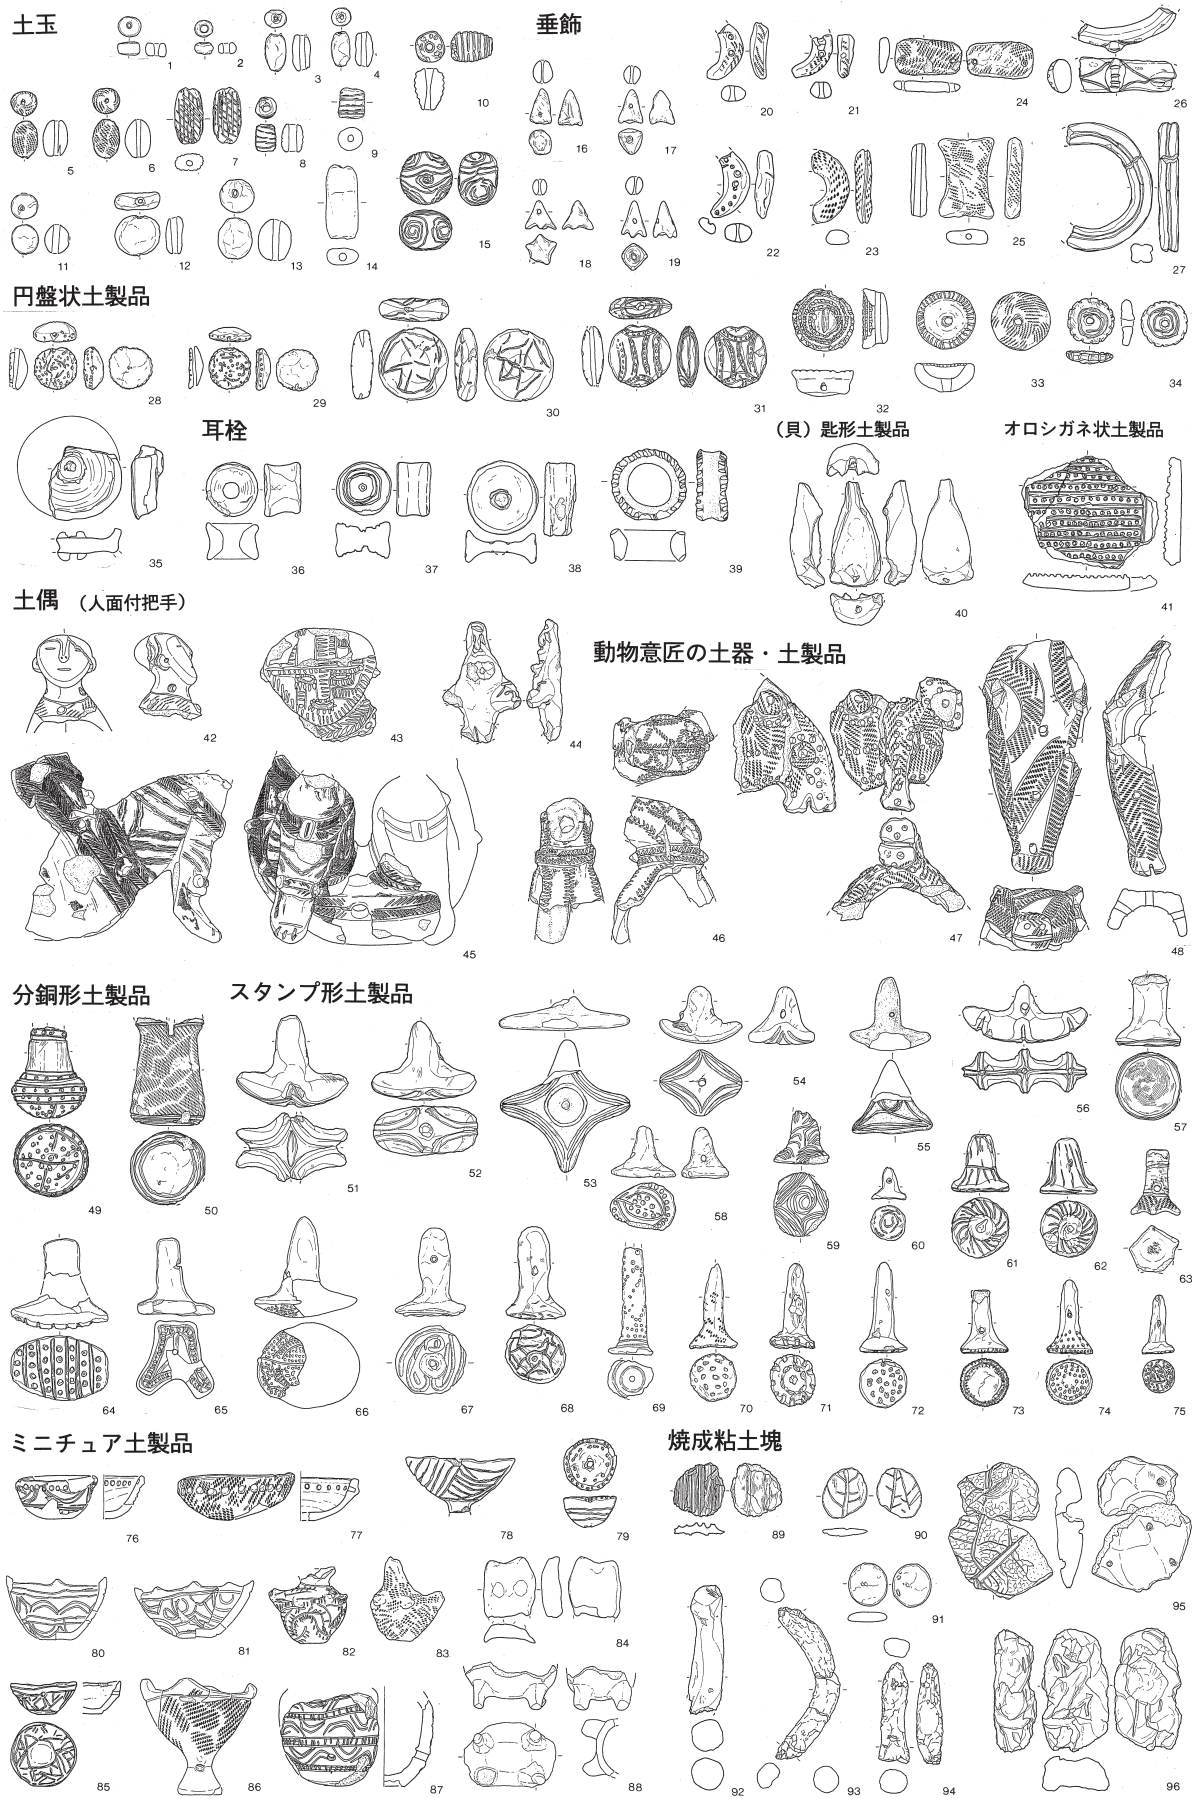 土玉
垂飾
1 2 3 4 10 20 21 24 26
5 6 7 8 9 16 17
11 12 13 14 15 18 19 22 23 25 27
円盤状土製品
28 29 30 31 32 33 34
耳栓
(貝)匙形土製品
オロシガネ状土製品
35 36 37 38 39 40 41
土偶 (人面付把手)
42 43 44
動物意匠の土器・土製品
45 46 47 48
分銅形土製品
スタンプ形土製品
49 50 51 52 53 54 55 56 57
58 59 60 61 62 63
64 65 66 67 68 69 70 71 72 73 74 75
ミニチュア土製品
焼成粘土塊
76 77 78 79 89 90
80 81 82 83 84 91 95
85 86 87 88 92 93 94 96